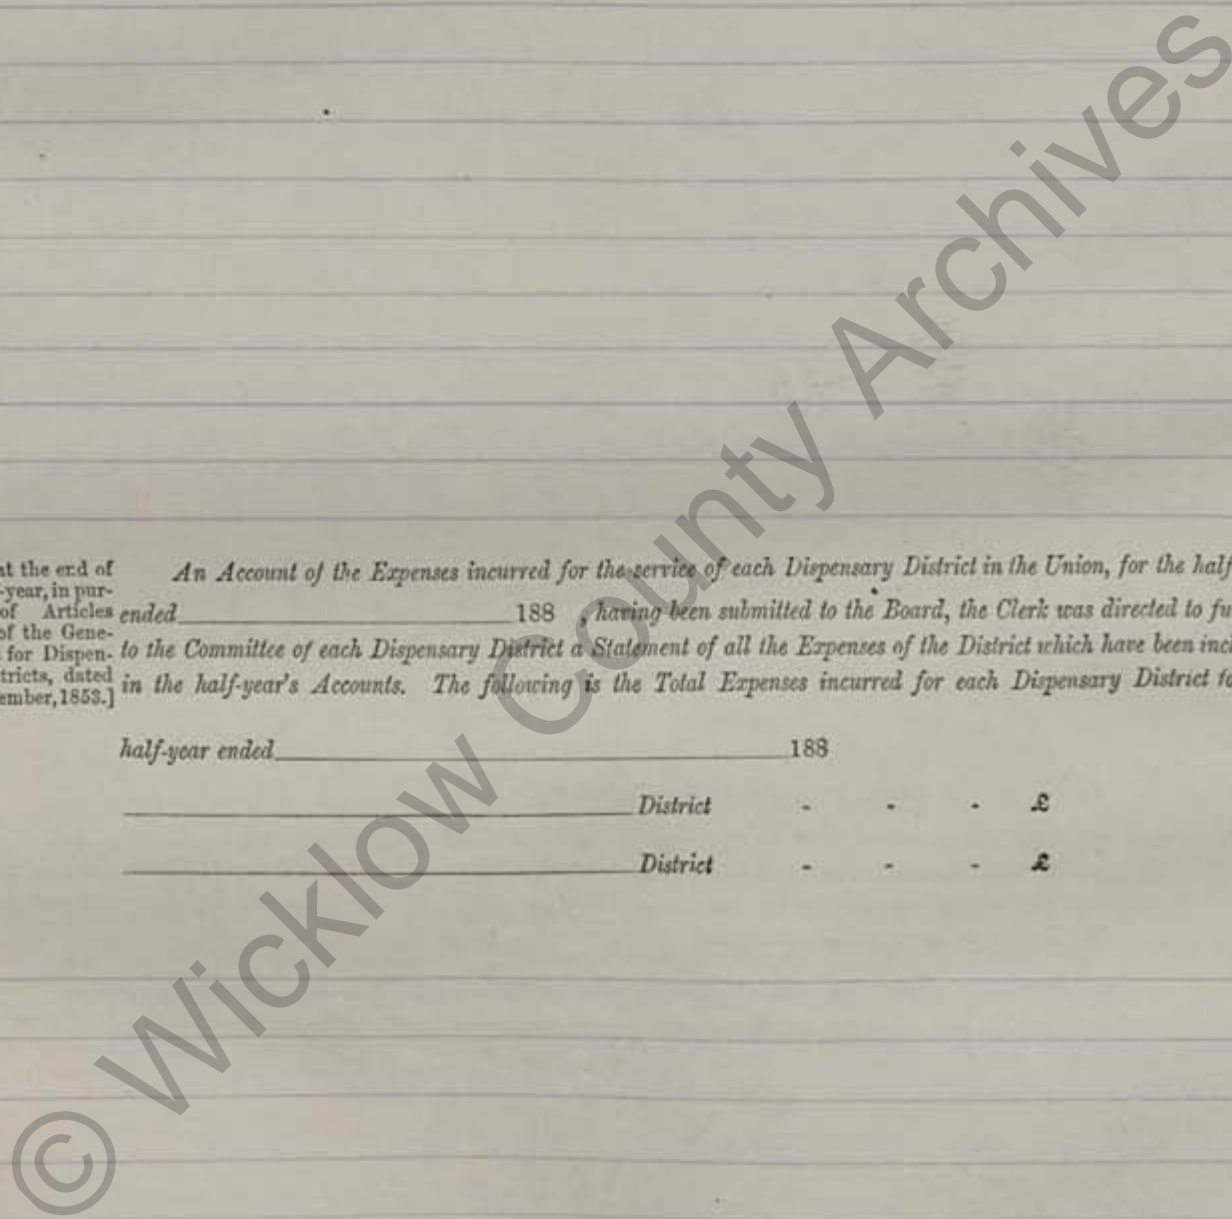 at the end of
-year, in pur-
of Articles
of the Gene-
for Dispen-
tricts, dated
ember, 1853.]
An Account of the Expenses incurred for the service of each Dispensary District in the Union, for the half
ended 188 , having been submitted to the Board, the Clerk was directed to fu
to the Committee of each Dispensary District a Statement of all the Expenses of the District which have been incl
in the half-year's Accounts. The following is the Total Expenses incurred for each Dispensary District fo
half-year ended 188
District - - - £
District - - - £
© Wicklow County Archives